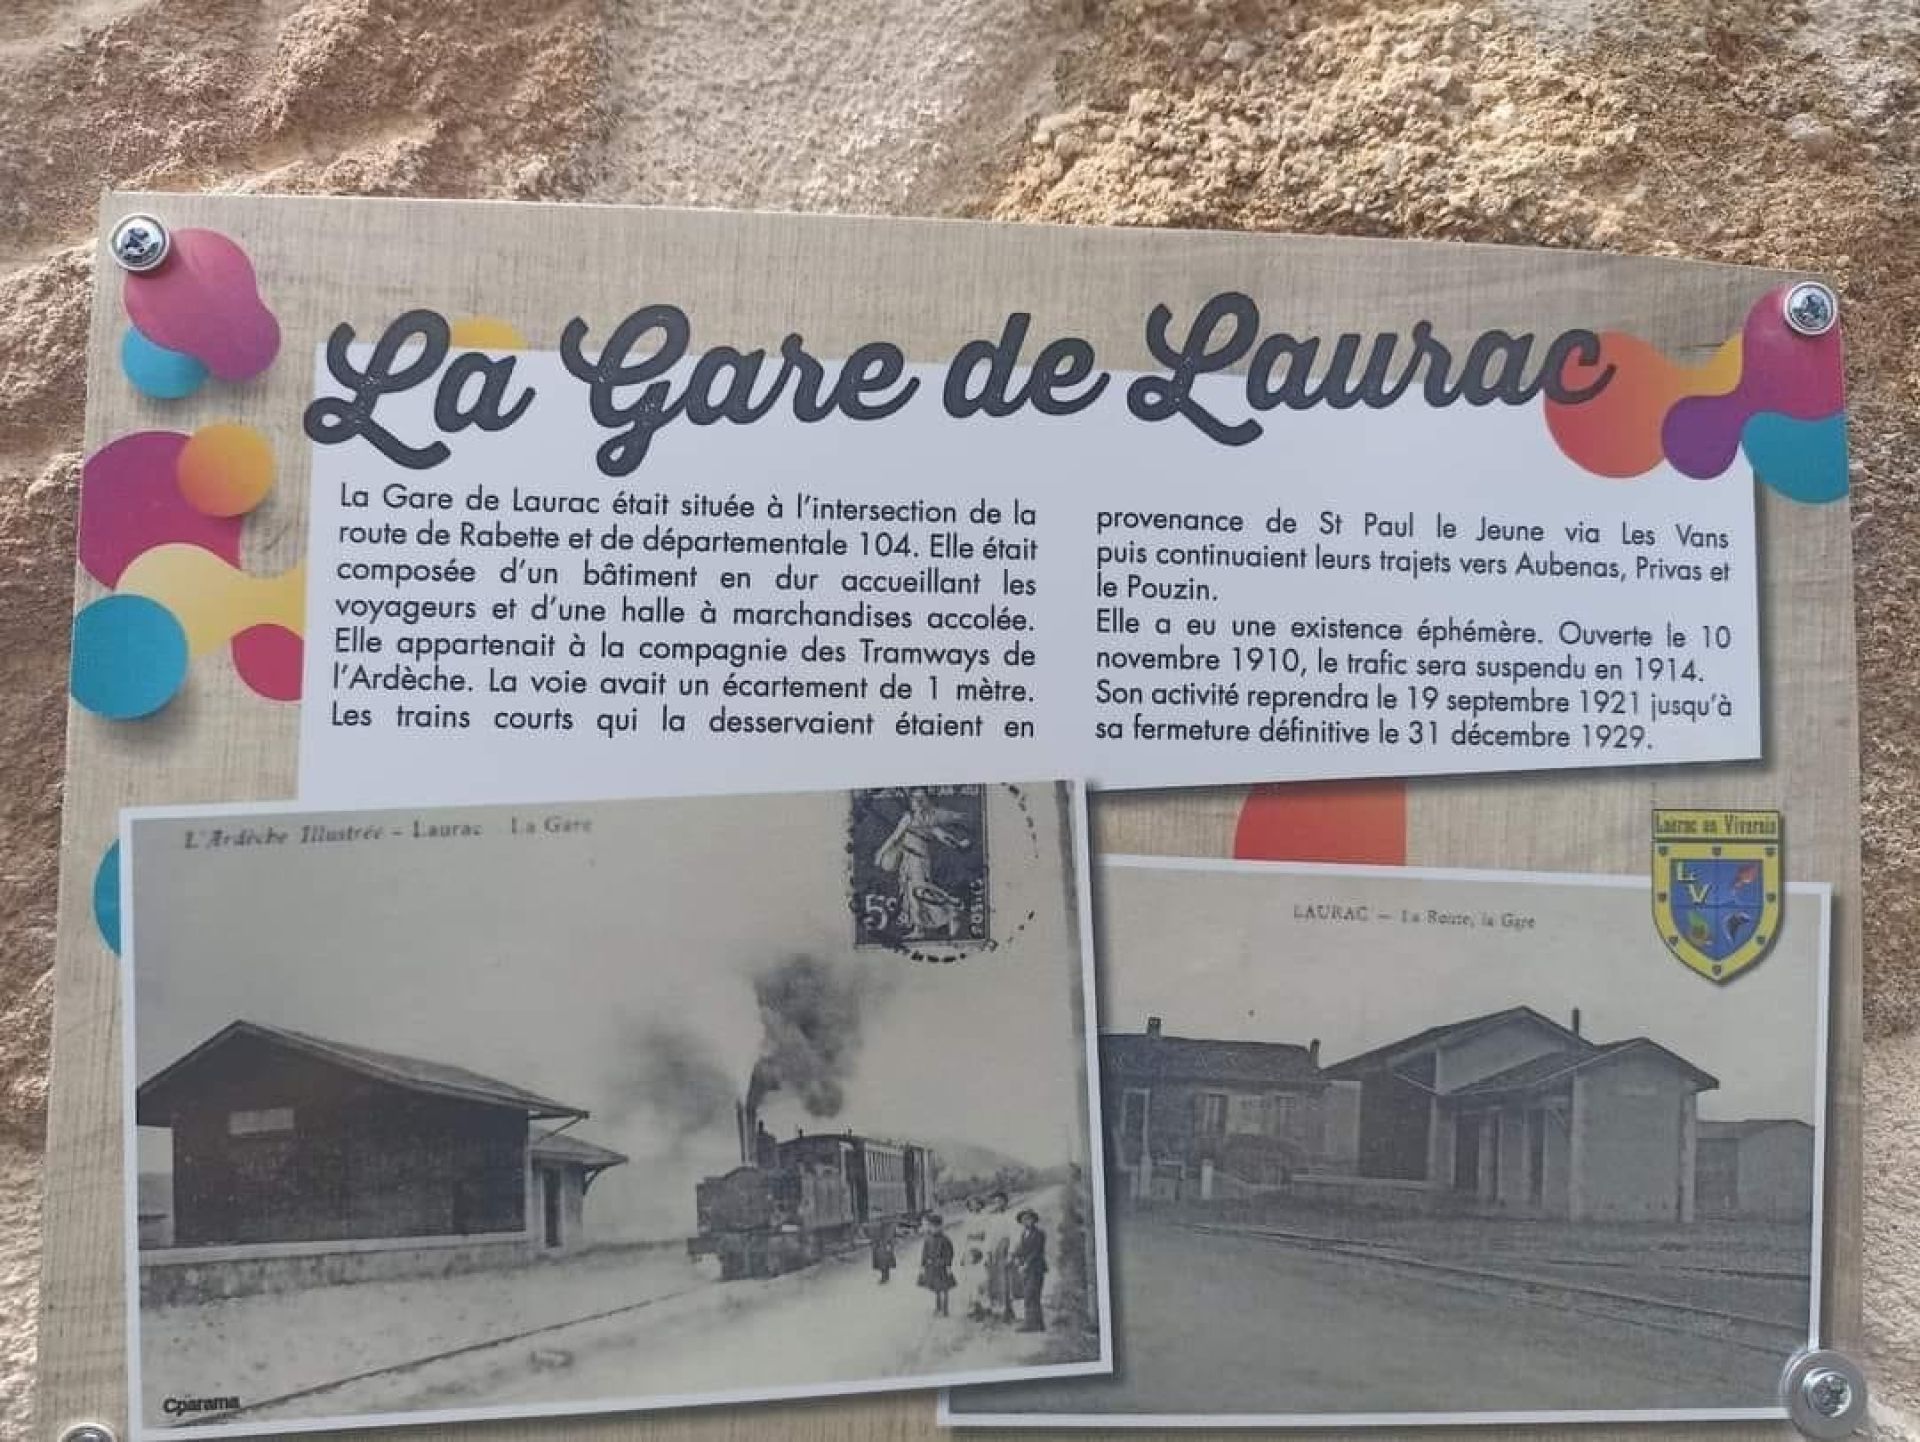 La Gare de Laurac
La Gare de Laurac était située à l'intersection de la
route de Rabette et de départementale 104. Elle était
composée d'un bâtiment en dur accueillant les
voyageurs et d'une halle à marchandises accolée.
Elle appartenait à la compagnie des Tramways de
l'Ardèche. La voie avait un écartement de 1 mètre.
Les trains courts qui la desservaient étaient en
provenance de St Paul le Jeune via Les Vans
puis continuaient leurs trajets vers Aubenas, Privas et
le Pouzin.
Elle a eu une existence éphémère. Ouverte le 10
novembre 1910, le trafic sera suspendu en 1914.
Son activité reprendra le 19 septembre 1921 jusqu'à
sa fermeture définitive le 31 décembre 1929.
L'Ardèche Illustrée - Laurac La Gare
5c
POSTES
Cparama
Laurac en Vivarais
L
V
LAURAC — La Route, la Gare